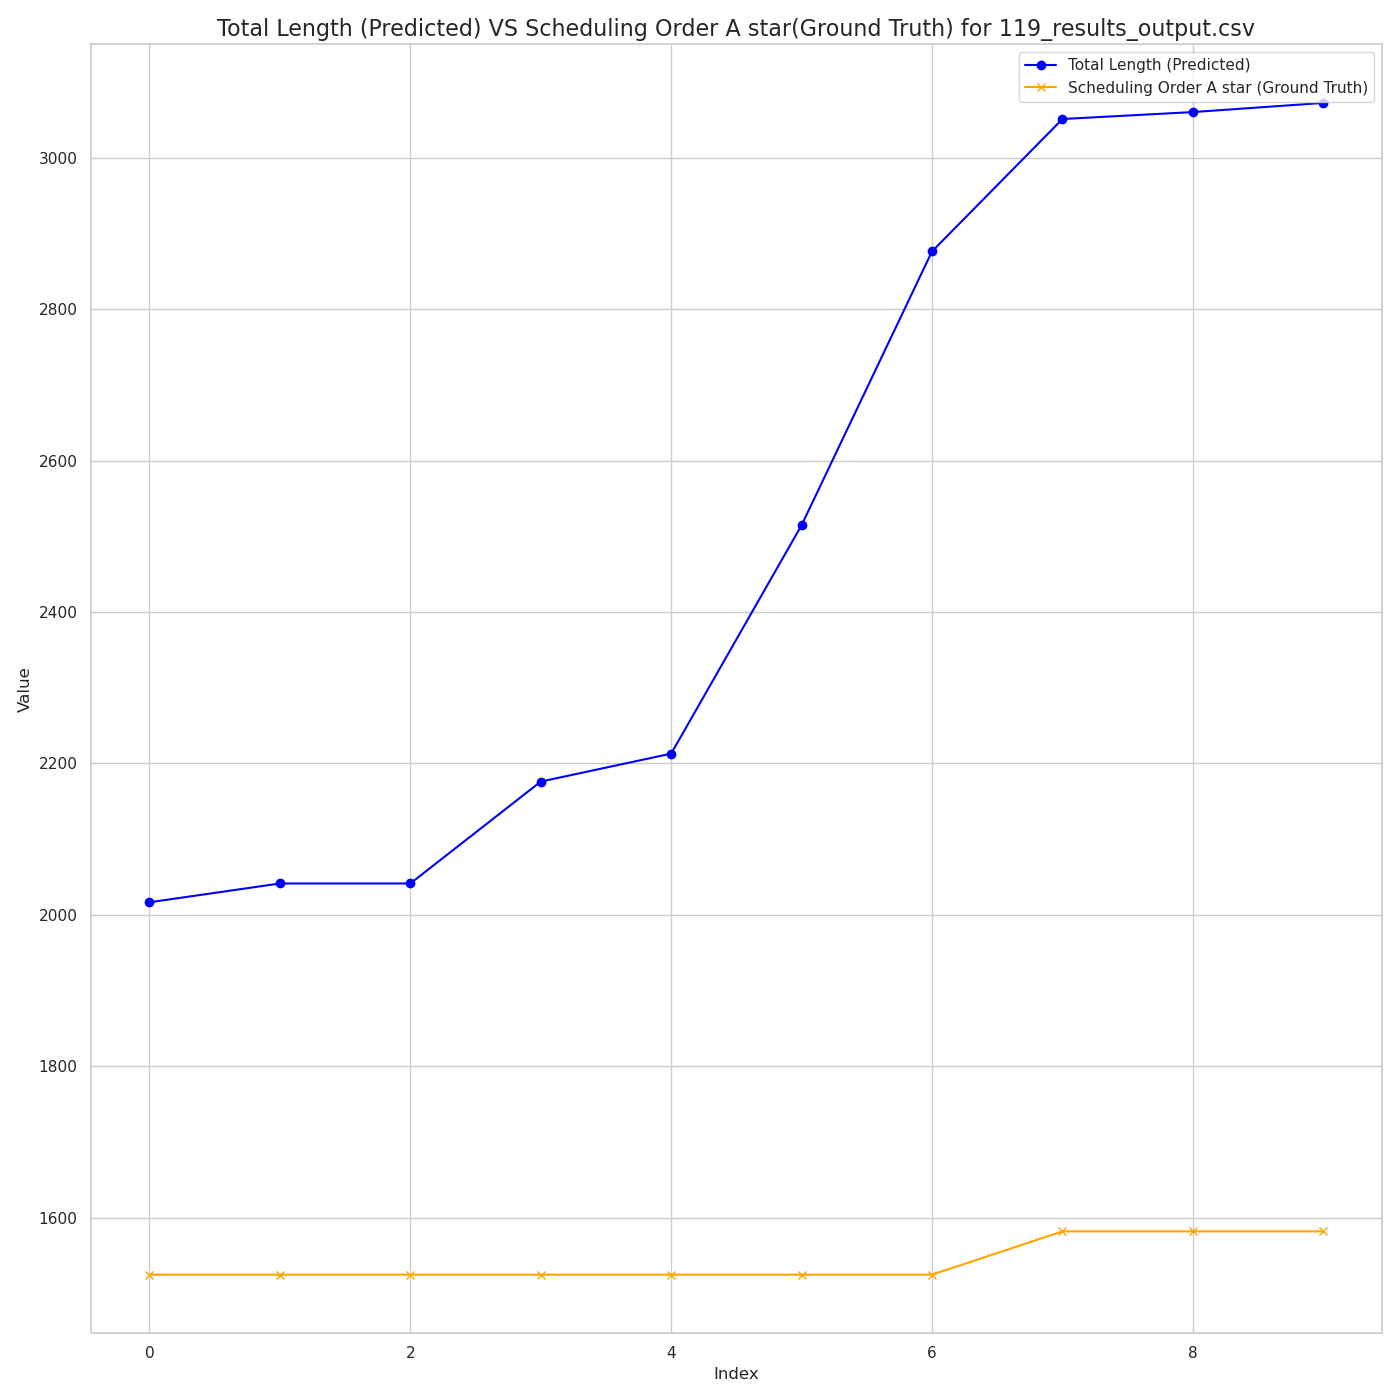 Total Length (Predicted) VS Scheduling Order A star(Ground Truth) for 119_results_output.csv
Total Length (Predicted)
Scheduling Order A star (Ground Truth)
3000
2800
2600
2400
2200
2000
1800
1600
Value
0 2 4 6 8
Index